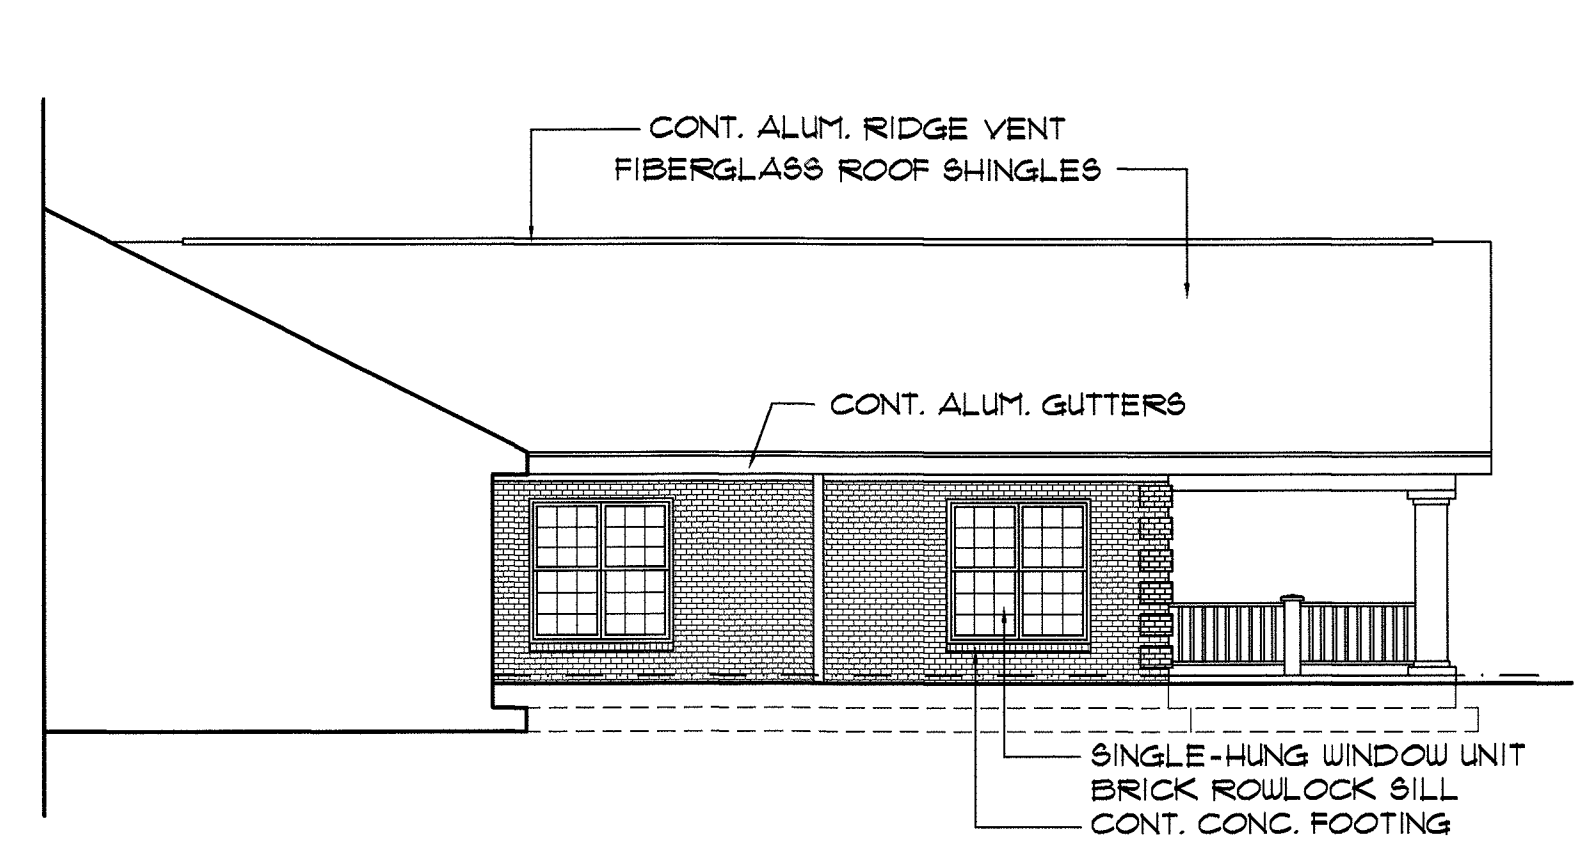 CONT. ALUM. RIDGE VENT
FIBERGLASS ROOF SHINGLES
CONT. ALUM. GUTTERS
SINGLE-HUNG WINDOW UNIT
BRICK ROWLOCK SILL
CONT. CONC. FOOTING